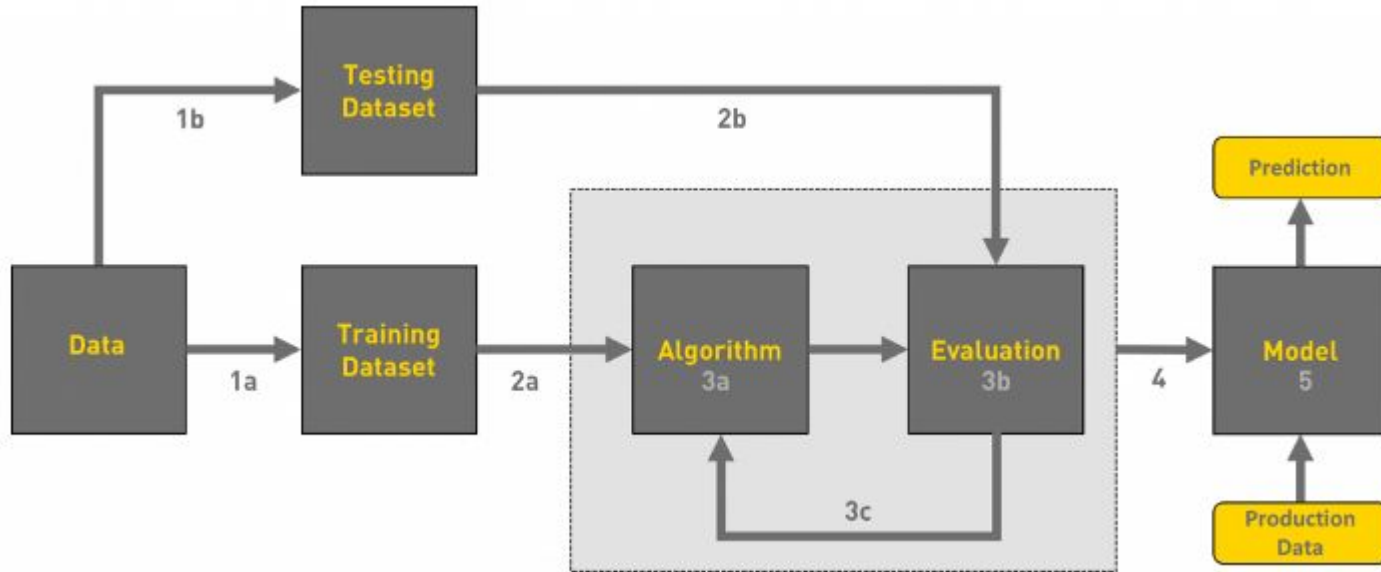 Testing
Dataset
1b
2b
Prediction
Data
Training
Dataset
Algorithm
3a
Evaluation
3b
Model
5
1a
2a
4
3c
Production
Data